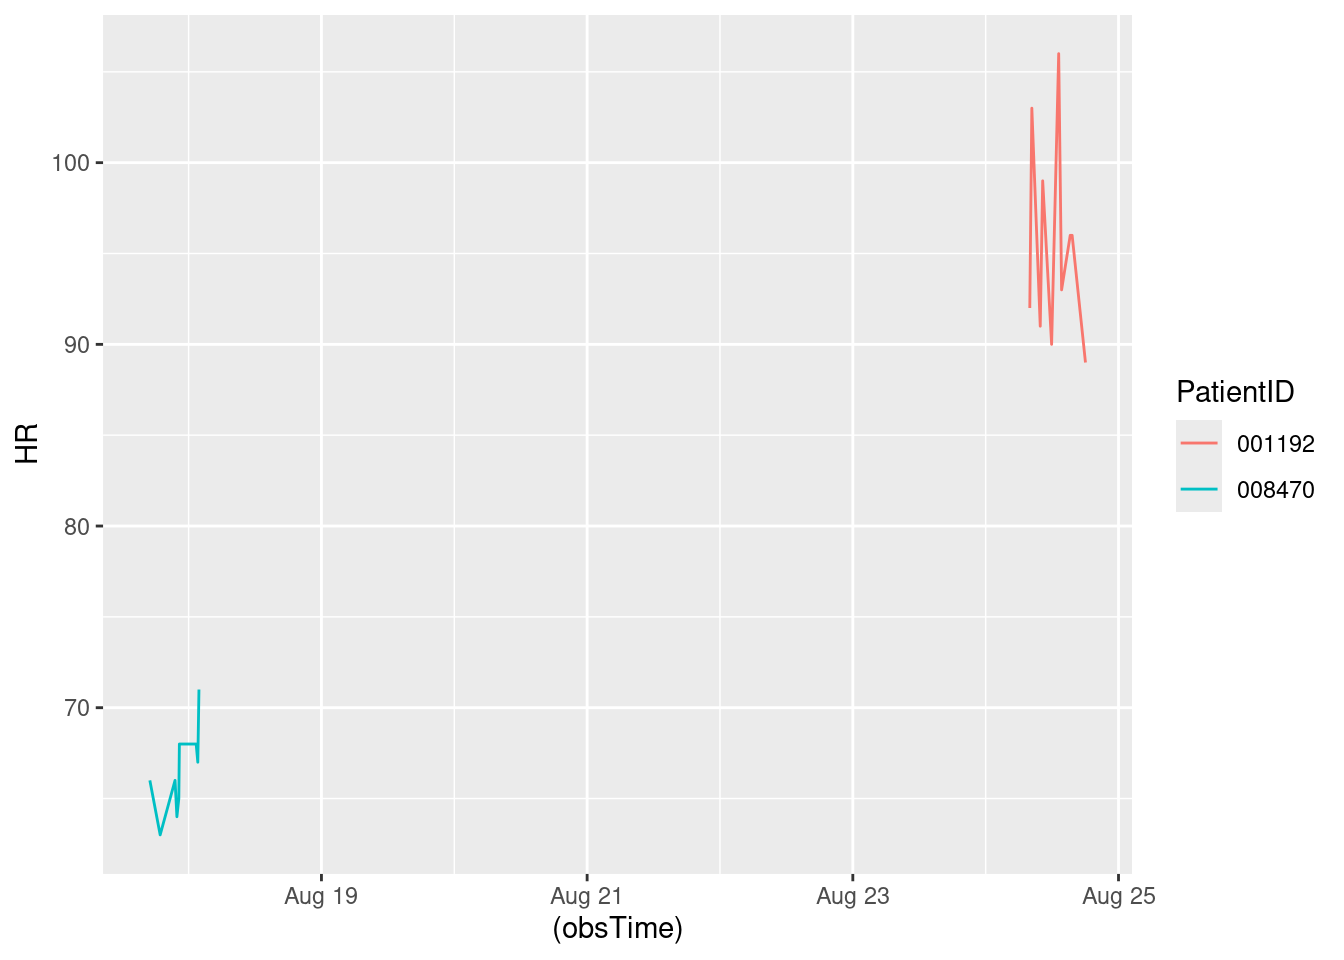 100
90
80
70
HR
Aug 19
Aug 21
Aug 23
Aug 25
(obsTime)
PatientID
001192
008470